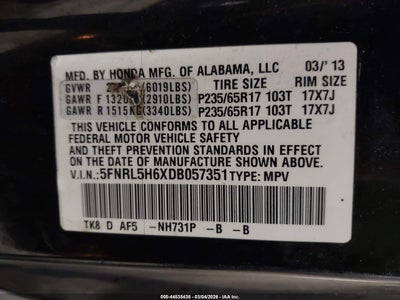 MFD. BY HONDA MFG. OF ALABAMA, LLC 03/'13
GVWR (6019LBS) TIRE SIZE RIM SIZE
GAWR F (2910LBS) P235/65R17 103T 17X7J
GAWR R 1515KG(3340LBS) P235/65R17 103T 17X7J
THIS VEHICLE CONFORMS TO ALL APPLICABLE
FEDERAL MOTOR VEHICLE SAFETY, BUMPER,
AND THEFT PREVENTION STANDARDS IN EFFECT
ON THE DATE OF MANUFACTURE SHOWN ABOVE.
V.I.N.:5FNRL5H6XDB057351TYPE: MPV
TK8 D AF5 -NH731P -B -B
000-44535438 - 03/04/2026 - IAA Inc.